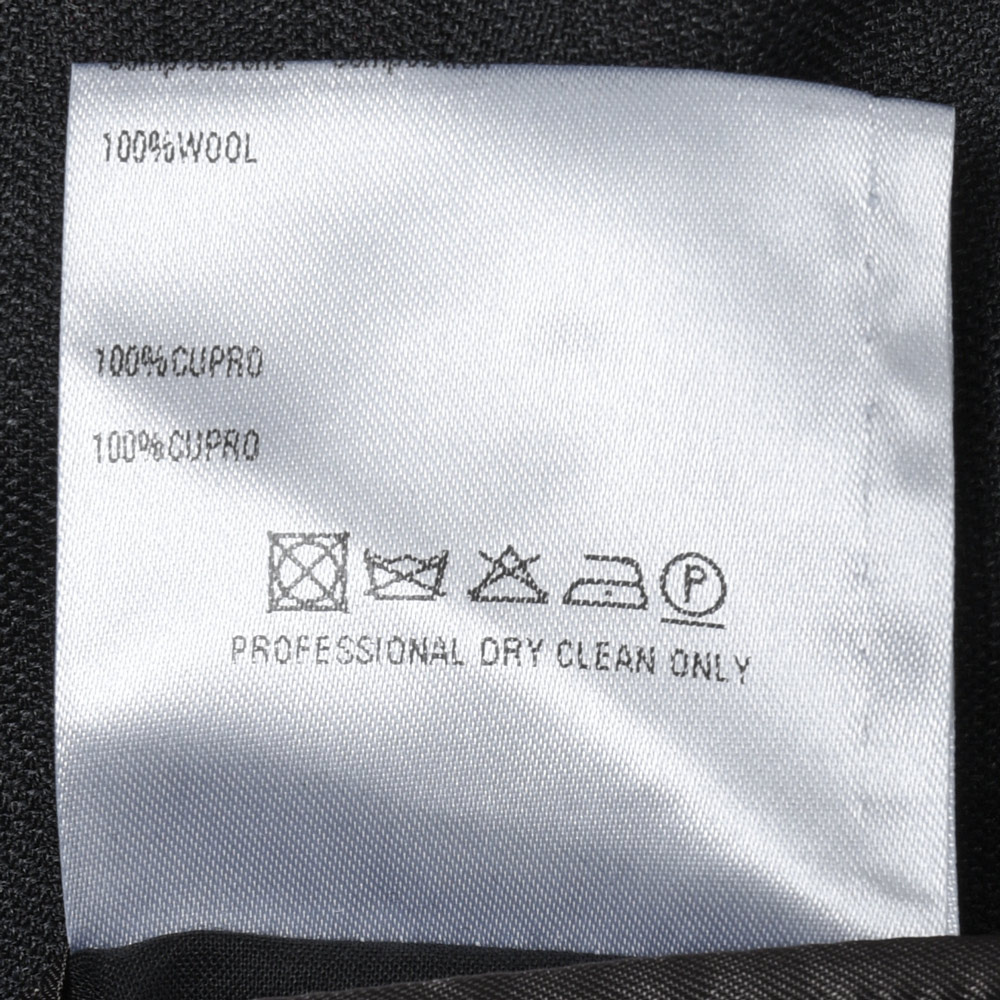 100%WOOL
100%CUPRO
100%CUPRO
P
PROFESSIONAL DRY CLEAN ONLY